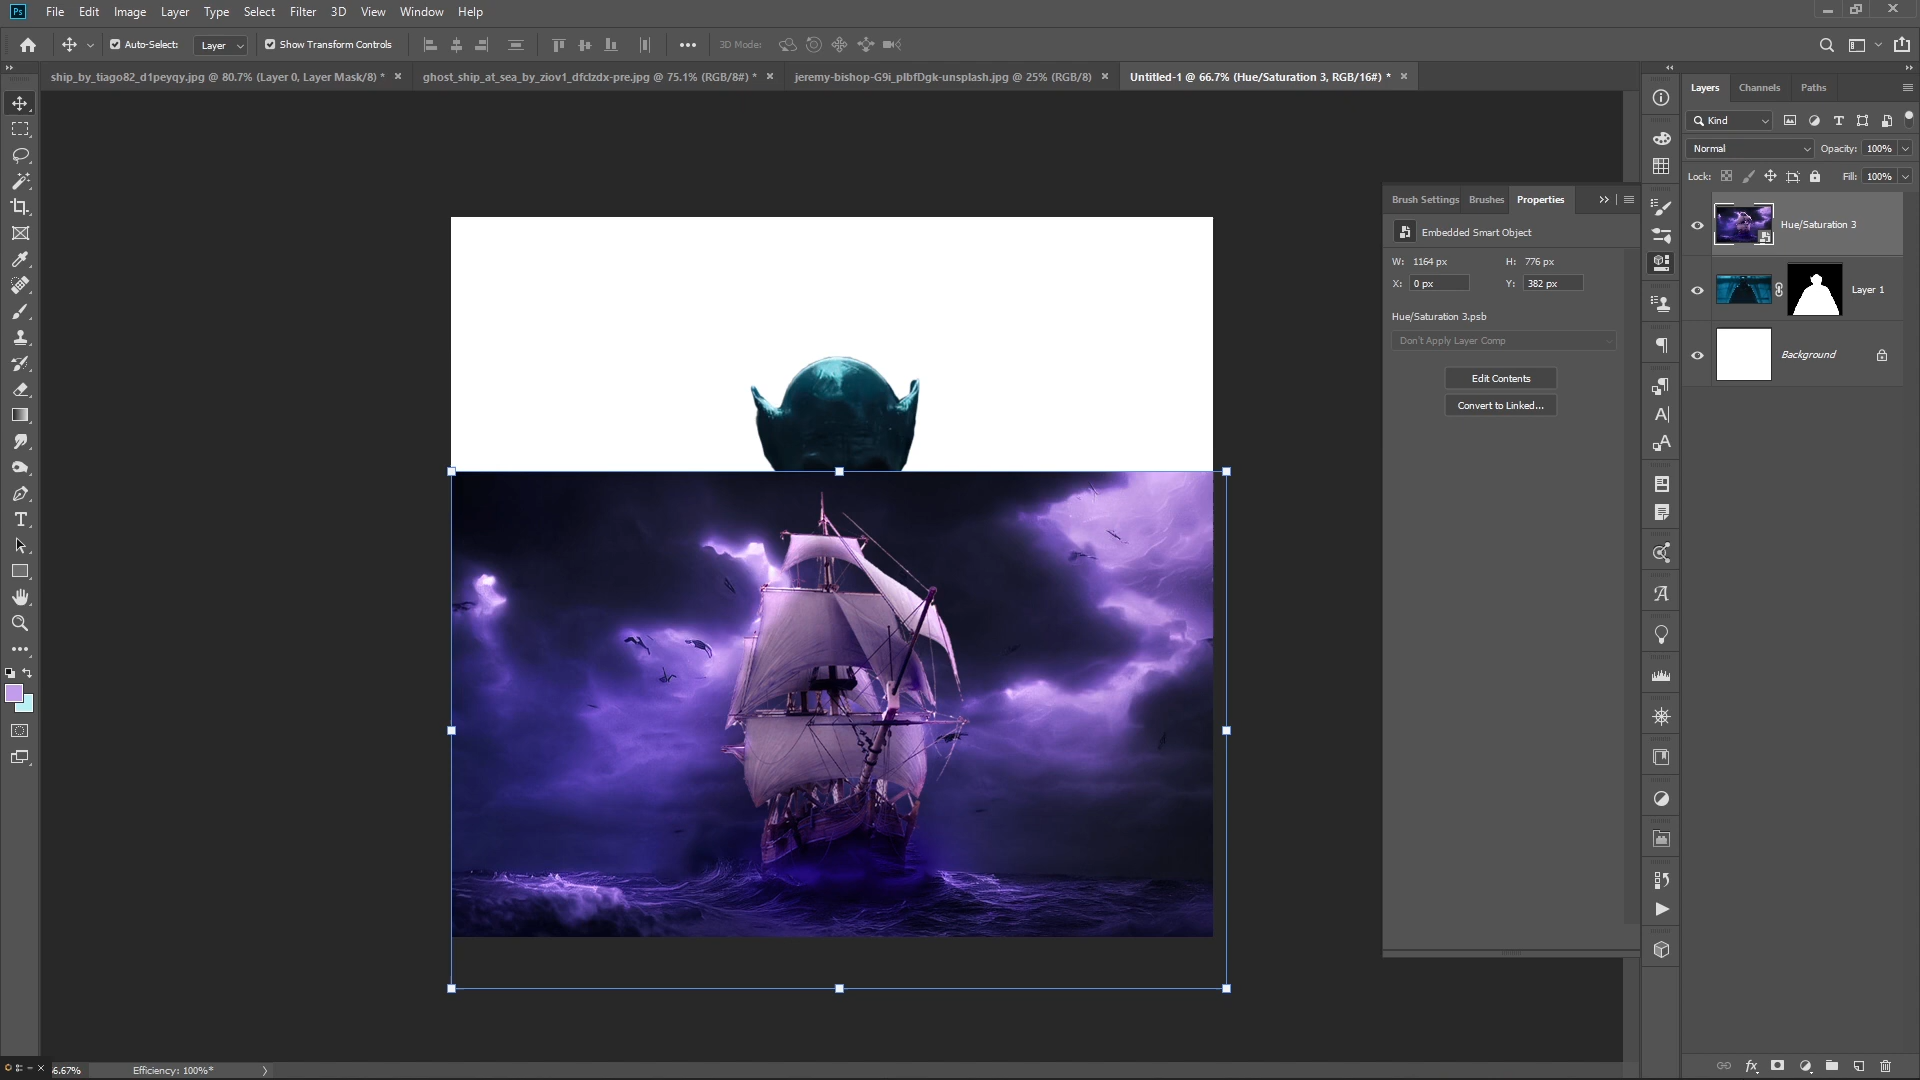 Ps File Edit Image Layer Type Select Filter 3D View Window Help
Auto-Select: Layer Show Transform Controls 3D Mode:
ship_by_tiago82_d1peyqy.jpg @ 80.7% (Layer 0, Layer Mask/8) * ghost_ship_at_sea_by_ziov1_dfclzdx-pre.jpg @ 75.1% (RGB/8#) * jeremy-bishop-G9i_plbfDgk-unsplash.jpg @ 25% (RGB/8) Untitled-1 @ 66.7% (Hue/Saturation 3, RGB/16#) *
Layers Channels Paths
Kind
Normal Opacity: 100%
Lock: Fill: 100%
Hue/Saturation 3
Layer 1
Background
Brush Settings Brushes Properties
Embedded Smart Object
W: 1164 px H: 776 px
X: 0 px Y: 382 px
Hue/Saturation 3.psb
Don't Apply Layer Comp
Edit Contents
Convert to Linked...
6.67% Efficiency: 100%*